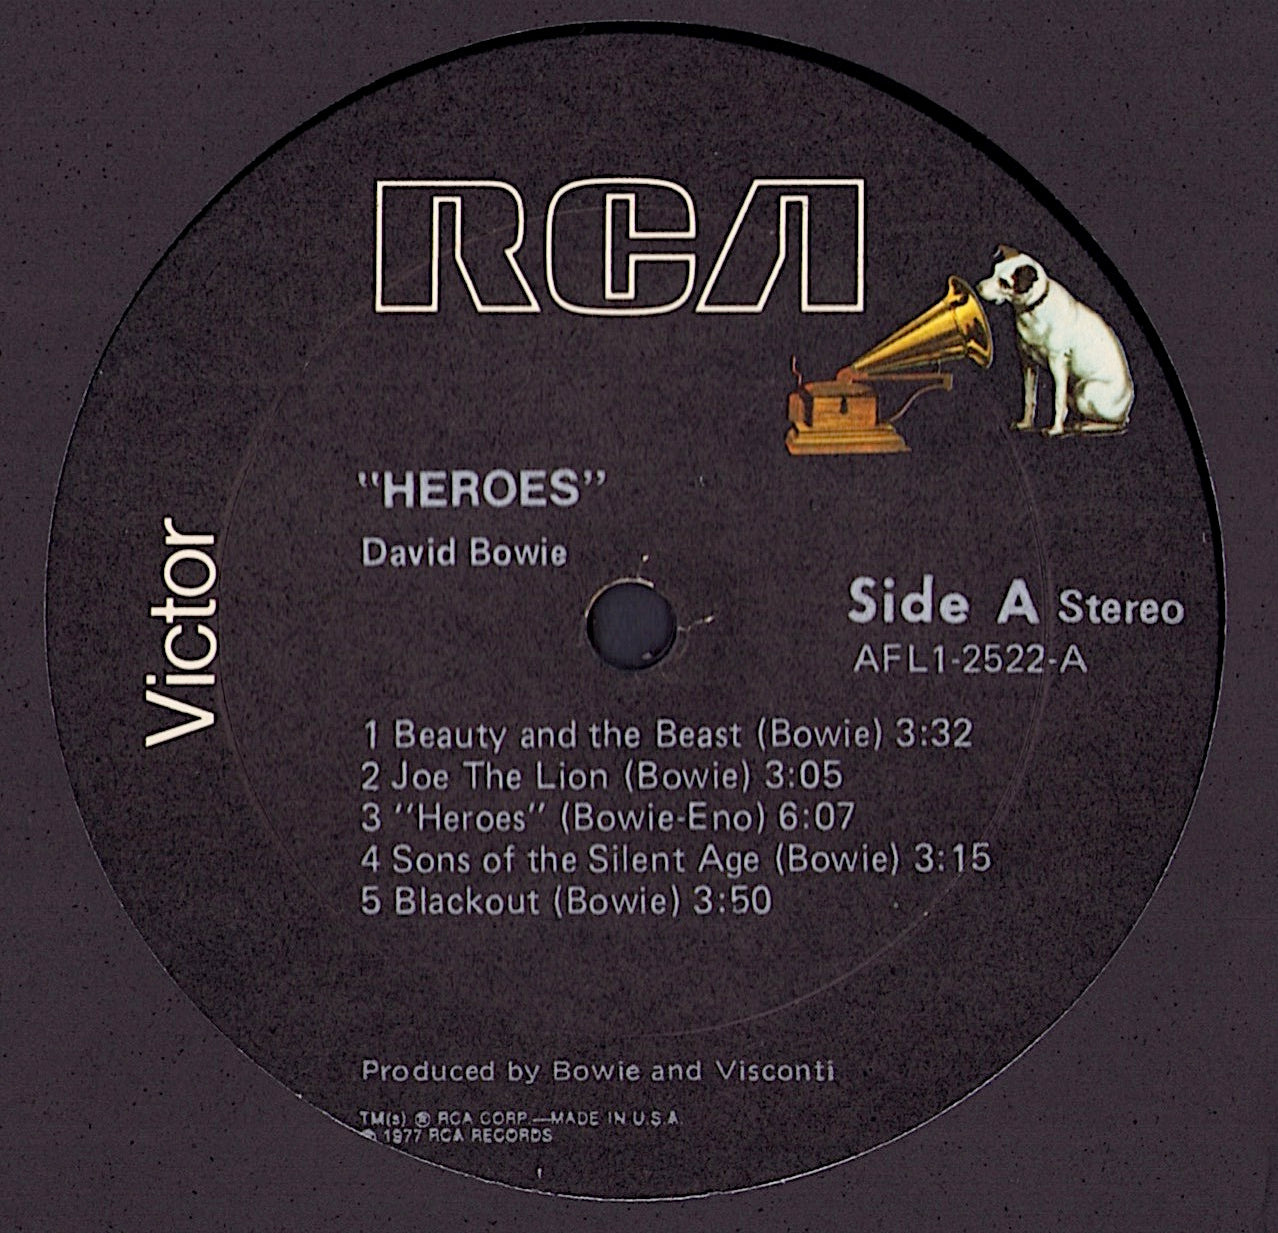 RCA
Victor
"HEROES"
David Bowie
Side A Stereo
AFL1-2522-A
1 Beauty and the Beast (Bowie) 3:32
2 Joe The Lion (Bowie) 3:05
3 "Heroes" (Bowie-Eno) 6:07
4 Sons of the Silent Age (Bowie) 3:15
5 Blackout (Bowie) 3:50
Produced by Bowie and Visconti
TM(s) ® RCA CORP.—MADE IN U.S.A.
℗ 1977 RCA RECORDS